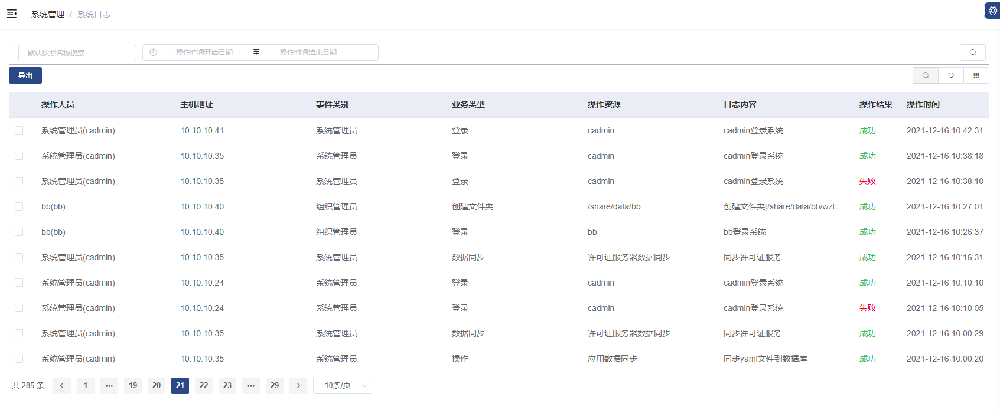 系统管理 / 系统日志
默认按照名称搜索 操作时间开始日期 至 操作时间结束日期
导出
操作人员 主机地址 事件类别 业务类型 操作资源 日志内容 操作结果 操作时间
系统管理员(cadmin) 10.10.10.41 系统管理员 登录 cadmin cadmin登录系统 成功 2021-12-16 10:42:31
系统管理员(cadmin) 10.10.10.35 系统管理员 登录 cadmin cadmin登录系统 成功 2021-12-16 10:38:18
系统管理员(cadmin) 10.10.10.35 系统管理员 登录 cadmin cadmin登录系统 失败 2021-12-16 10:38:10
bb(bb) 10.10.10.40 组织管理员 创建文件夹 /share/data/bb 创建文件夹[/share/data/bb/wzt... 成功 2021-12-16 10:27:01
bb(bb) 10.10.10.40 组织管理员 登录 bb bb登录系统 成功 2021-12-16 10:26:37
系统管理员(cadmin) 10.10.10.35 系统管理员 数据同步 许可证服务器数据同步 同步许可证服务 成功 2021-12-16 10:16:31
系统管理员(cadmin) 10.10.10.24 系统管理员 登录 cadmin cadmin登录系统 成功 2021-12-16 10:10:10
系统管理员(cadmin) 10.10.10.24 系统管理员 登录 cadmin cadmin登录系统 失败 2021-12-16 10:10:05
系统管理员(cadmin) 10.10.10.35 系统管理员 数据同步 许可证服务器数据同步 同步许可证服务 成功 2021-12-16 10:00:29
系统管理员(cadmin) 10.10.10.35 系统管理员 操作 应用数据同步 同步yaml文件到数据库 成功 2021-12-16 10:00:20
共 285 条 < 1 ... 19 20 21 22 23 ... 29 > 10条/页